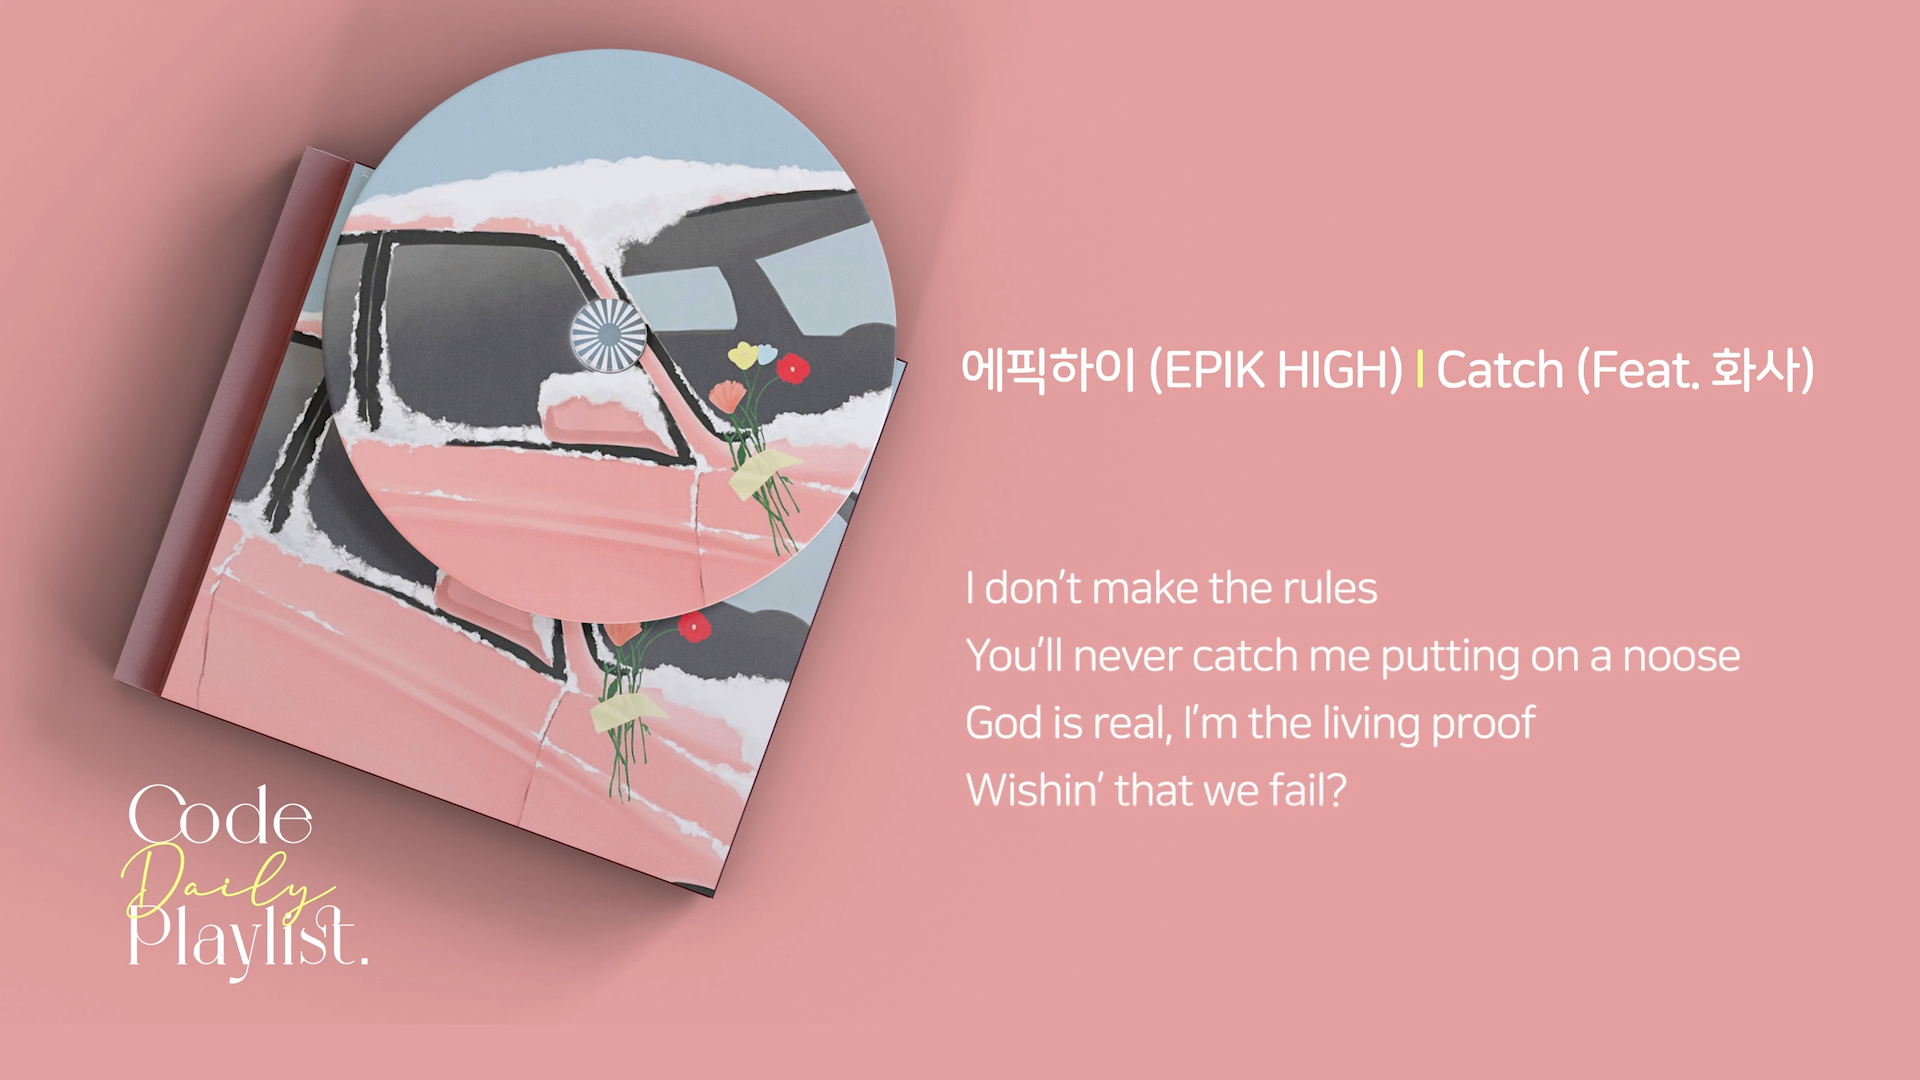 에픽하이 (EPIK HIGH) | Catch (Feat. 화사)
I don't make the rules
You'll never catch me putting on a noose
God is real, I'm the living proof
Wishin' that we fail?
Code
Daily
Playlist.